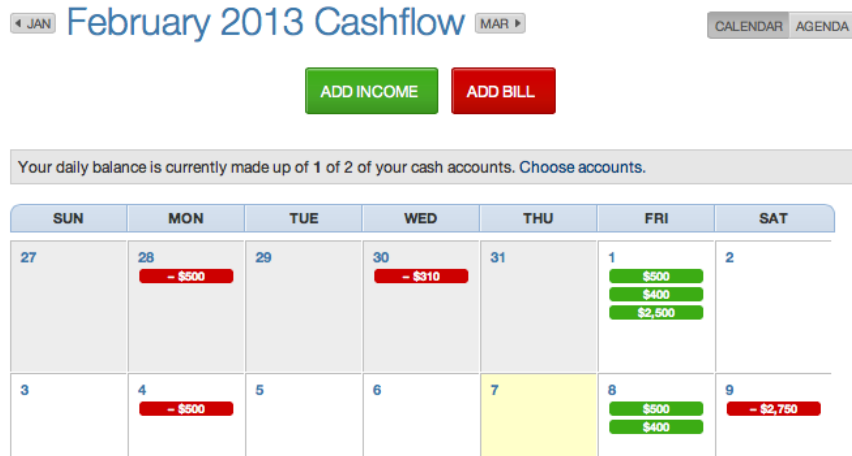 JAN February 2013 Cashflow MAR CALENDAR AGENDA
ADD INCOME ADD BILL
Your daily balance is currently made up of 1 of 2 of your cash accounts. Choose accounts.
SUN MON TUE WED THU FRI SAT
27 28 29 30 31 1 2
– $500 – $310 $500
$400
$2,500
3 4 5 6 7 8 9
– $500 $500 – $2,750
$400